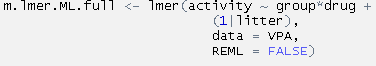 m.lmer.ML.full <- lmer(activity ~ group*drug +
(1|litter),
data = VPA,
REML = FALSE)